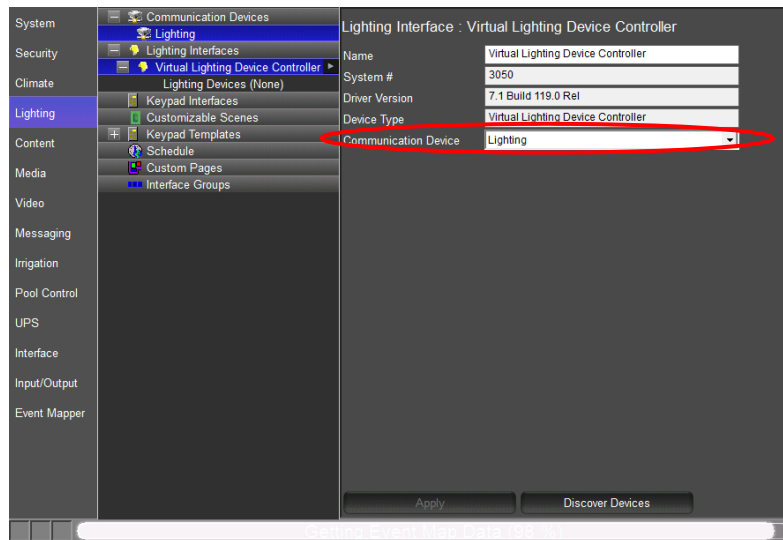 System
Security
Climate
Lighting
Content
Media
Video
Messaging
Irrigation
Pool Control
UPS
Interface
Input/Output
Event Mapper
Communication Devices
Lighting
Lighting Interfaces
Virtual Lighting Device Controller
Lighting Devices (None)
Keypad Interfaces
Customizable Scenes
Keypad Templates
Schedule
Custom Pages
Interface Groups
Lighting Interface : Virtual Lighting Device Controller
Name Virtual Lighting Device Controller
System # 3050
Driver Version 7.1 Build 119.0 Rel
Device Type Virtual Lighting Device Controller
Communication Device Lighting
Apply Discover Devices
Getting Event Map Data (98 %)